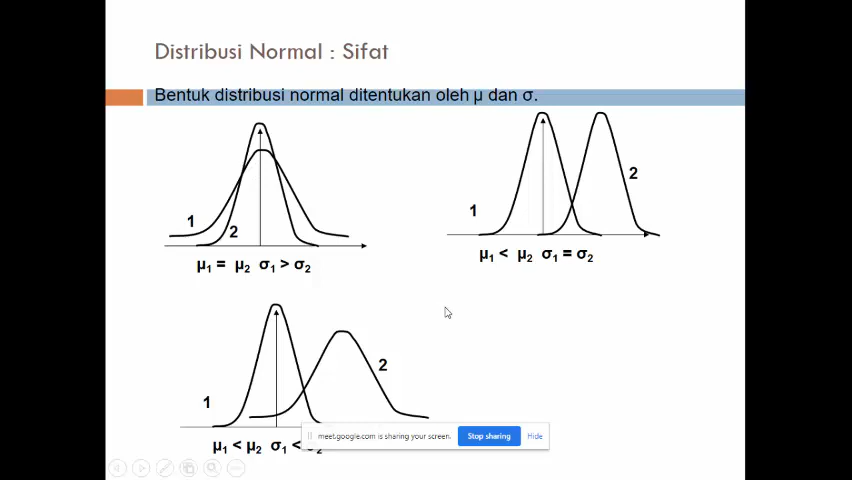 Distribusi Normal : Sifat
Bentuk distribusi normal ditentukan oleh μ dan σ.
1
2
μ₁ = μ₂ σ₁ > σ₂
1
2
μ₁ < μ₂ σ₁ = σ₂
1
2
μ₁ < μ₂ σ₁ <
meet.google.com is sharing your screen.
Stop sharing
Hide